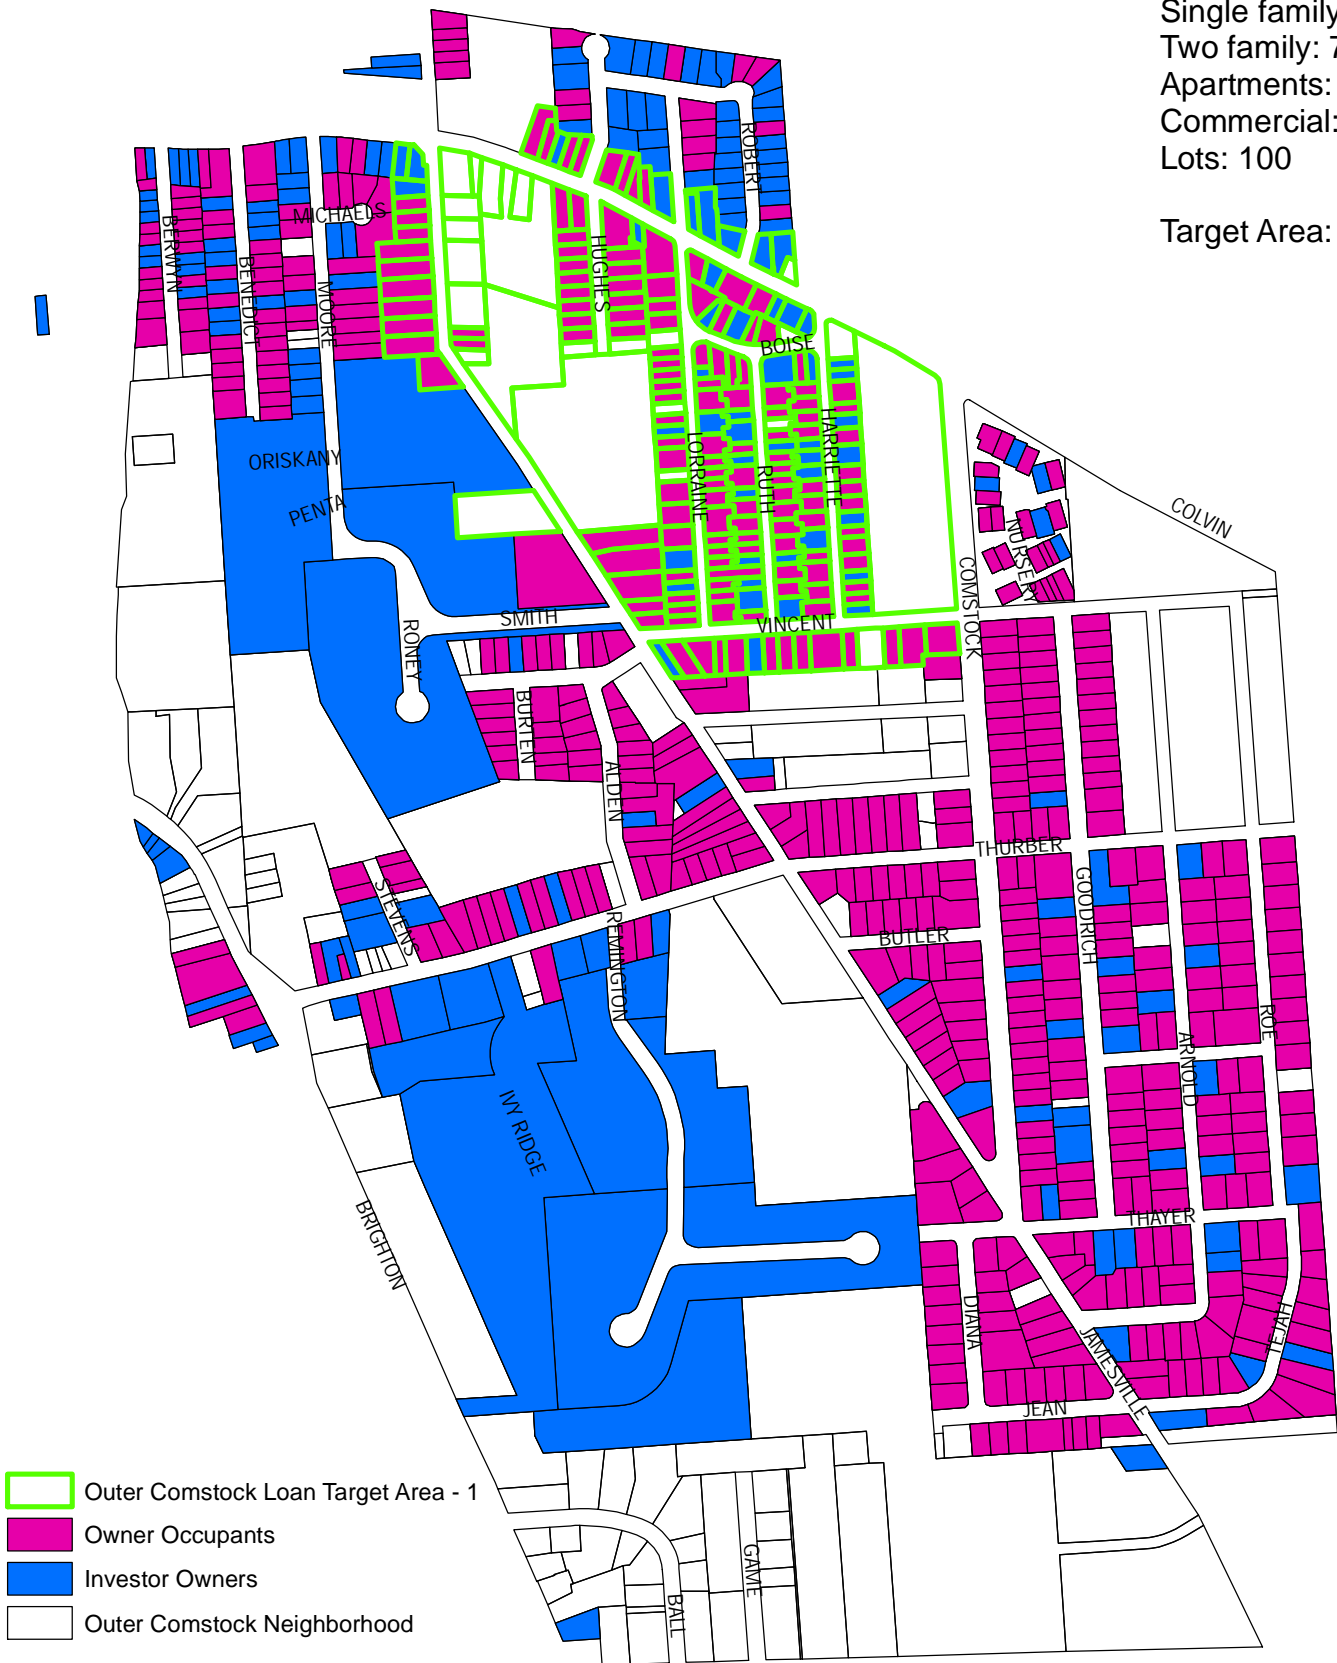 Single family
Two family: 7
Apartments:
Commercial:
Lots: 100
Target Area:
ROBERT
MICHAELS
BERWYN
BENEDICT
MOORE
HUGHES
BOISE
LORRAINE
RUTH
HARRIETTE
ORISKANY
PENTA
COLVIN
NURSERY
COMSTOCK
SMITH
VINCENT
RONEY
BURTEN
ALDEN
THURBER
STEVENS
GOODRICH
BUTLER
REMINGTON
ROE
ARNOLD
IVY RIDGE
BRIGHTON
THAYER
DIANA
JAMESVILLE
TEJAH
JEAN
GAME
BALL
Outer Comstock Loan Target Area - 1
Owner Occupants
Investor Owners
Outer Comstock Neighborhood